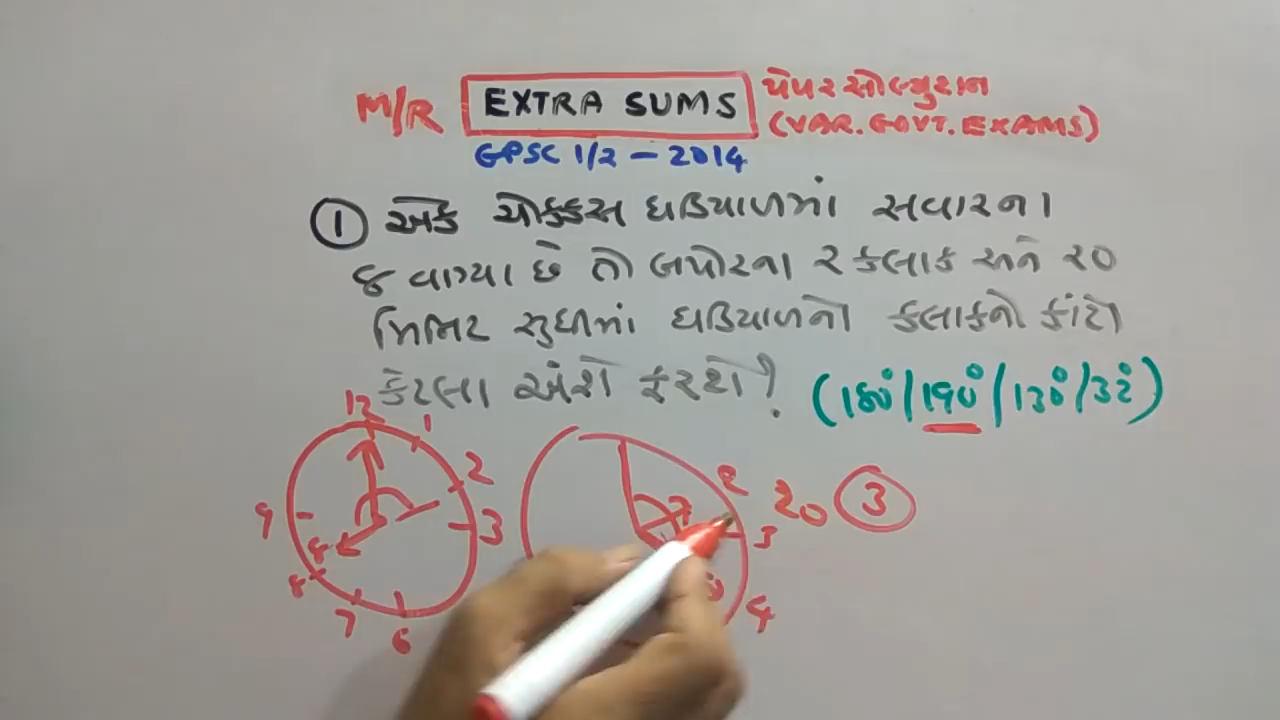 M/R EXTRA SUMS પેપર સોલ્યુશન
(VAR. GOVT. EXAMS)
GPSC 1/2 - 2014
① એક ચોક્કસ ઘડિયાળમાં સવારના
૮ વાગ્યા છે તો બપોરના ૨ કલાક અને ૨૦
મિનિટ સુધીમાં ઘડિયાળનો કલાકનો કાંટો
કેટલા અંશે ફરશે? (180°/190°/130°/32°)
12 1 2 3 6 7 8 9
2 3 4
20 ③